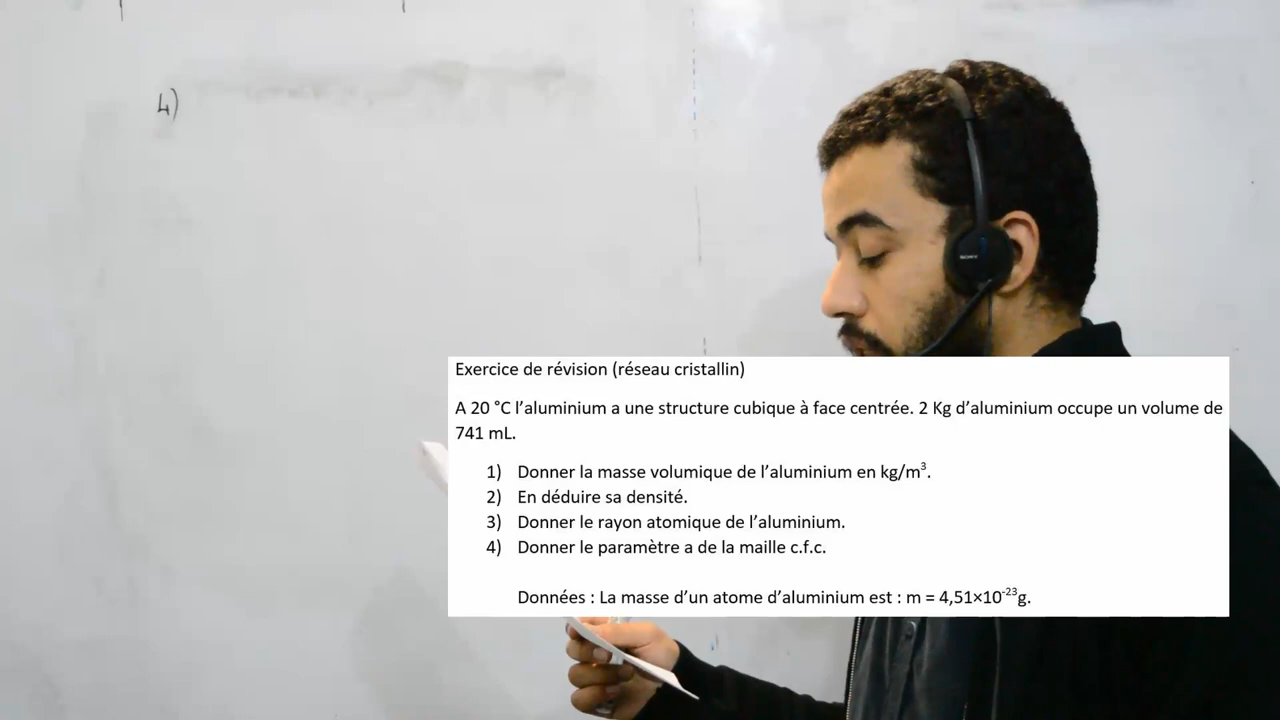 4)
SONY
Exercice de révision (réseau cristallin)
A 20 °C l’aluminium a une structure cubique à face centrée. 2 Kg d’aluminium occupe un volume de
741 mL.
1) Donner la masse volumique de l’aluminium en kg/m³.
2) En déduire sa densité.
3) Donner le rayon atomique de l’aluminium.
4) Donner le paramètre a de la maille c.f.c.
Données : La masse d’un atome d’aluminium est : m = 4,51×10⁻²³g.